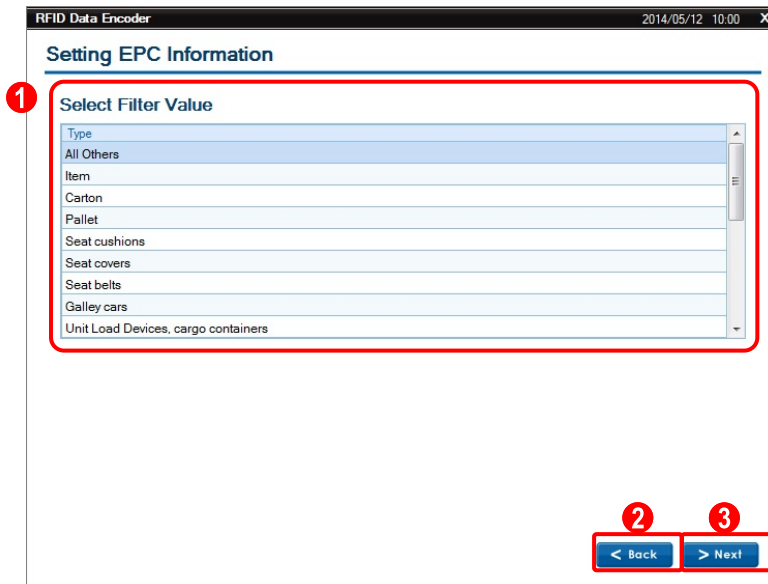 RFID Data Encoder 2014/05/12 10:00 X
Setting EPC Information
1
Select Filter Value
Type
All Others
Item
Carton
Pallet
Seat cushions
Seat covers
Seat belts
Galley cars
Unit Load Devices, cargo containers
2 3
< Back > Next